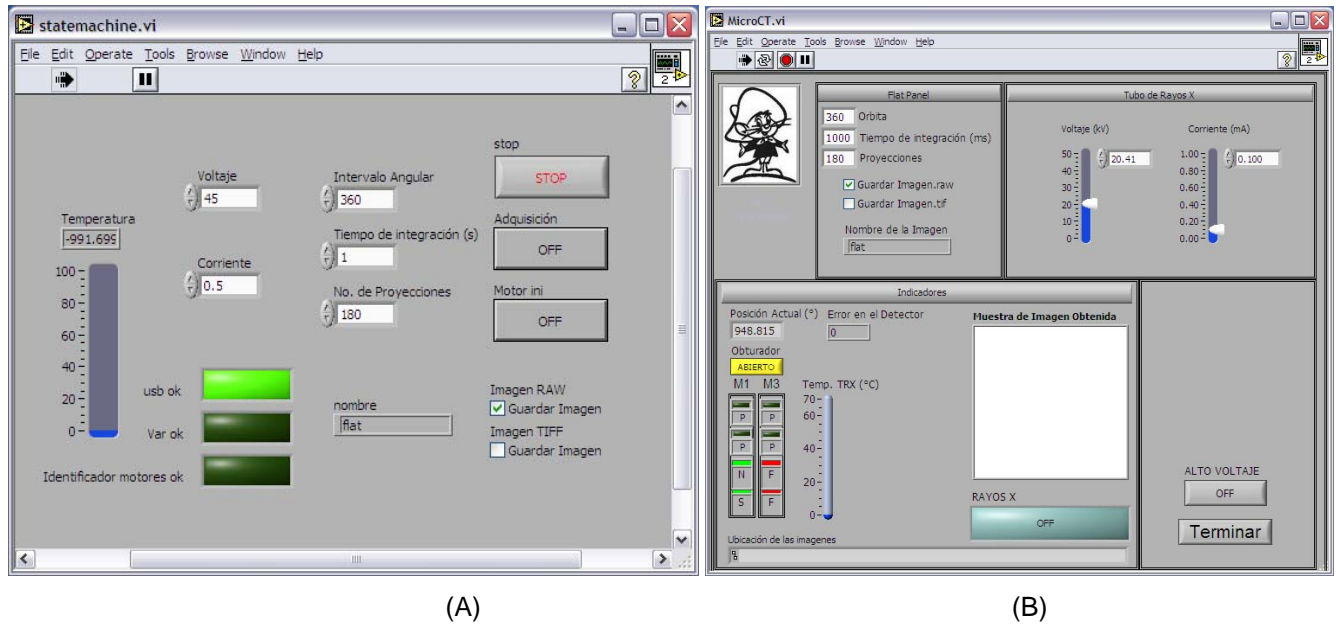 statemachine.vi
File Edit Operate Tools Browse Window Help
2
stop
STOP
Voltaje
45
Intervalo Angular
360
Temperatura
-991.699
Adquisición
OFF
Tiempo de integración (s)
1
Corriente
0.5
100
80
60
40
20
0
No. de Proyecciones
180
Motor ini
OFF
usb ok
Var ok
Identificador motores ok
nombre
flat
Imagen RAW
Guardar Imagen
Imagen TIFF
Guardar Imagen
(A)
MicroCT.vi
File Edit Operate Tools Browse Window Help
2
Flat Panel
360 Orbita
1000 Tiempo de integración (ms)
180 Proyecciones
Guardar Imagen.raw
Guardar Imagen.tif
Nombre de la Imagen
flat
Tubo de Rayos X
Voltaje (kV)
50
40
30
20
10
0
20.41
Corriente (mA)
1.00
0.80
0.60
0.40
0.20
0.00
0.100
Indicadores
Posición Actual (°) Error en el Detector
948.815 0
Obturador
ABIERTO
M1 M3
P P
P P
N F
S F
Temp. TRX (°C)
70
60
40
20
0
Muestra de Imagen Obtenida
RAYOS X
OFF
Ubicación de las imagenes
ALTO VOLTAJE
OFF
Terminar
(B)